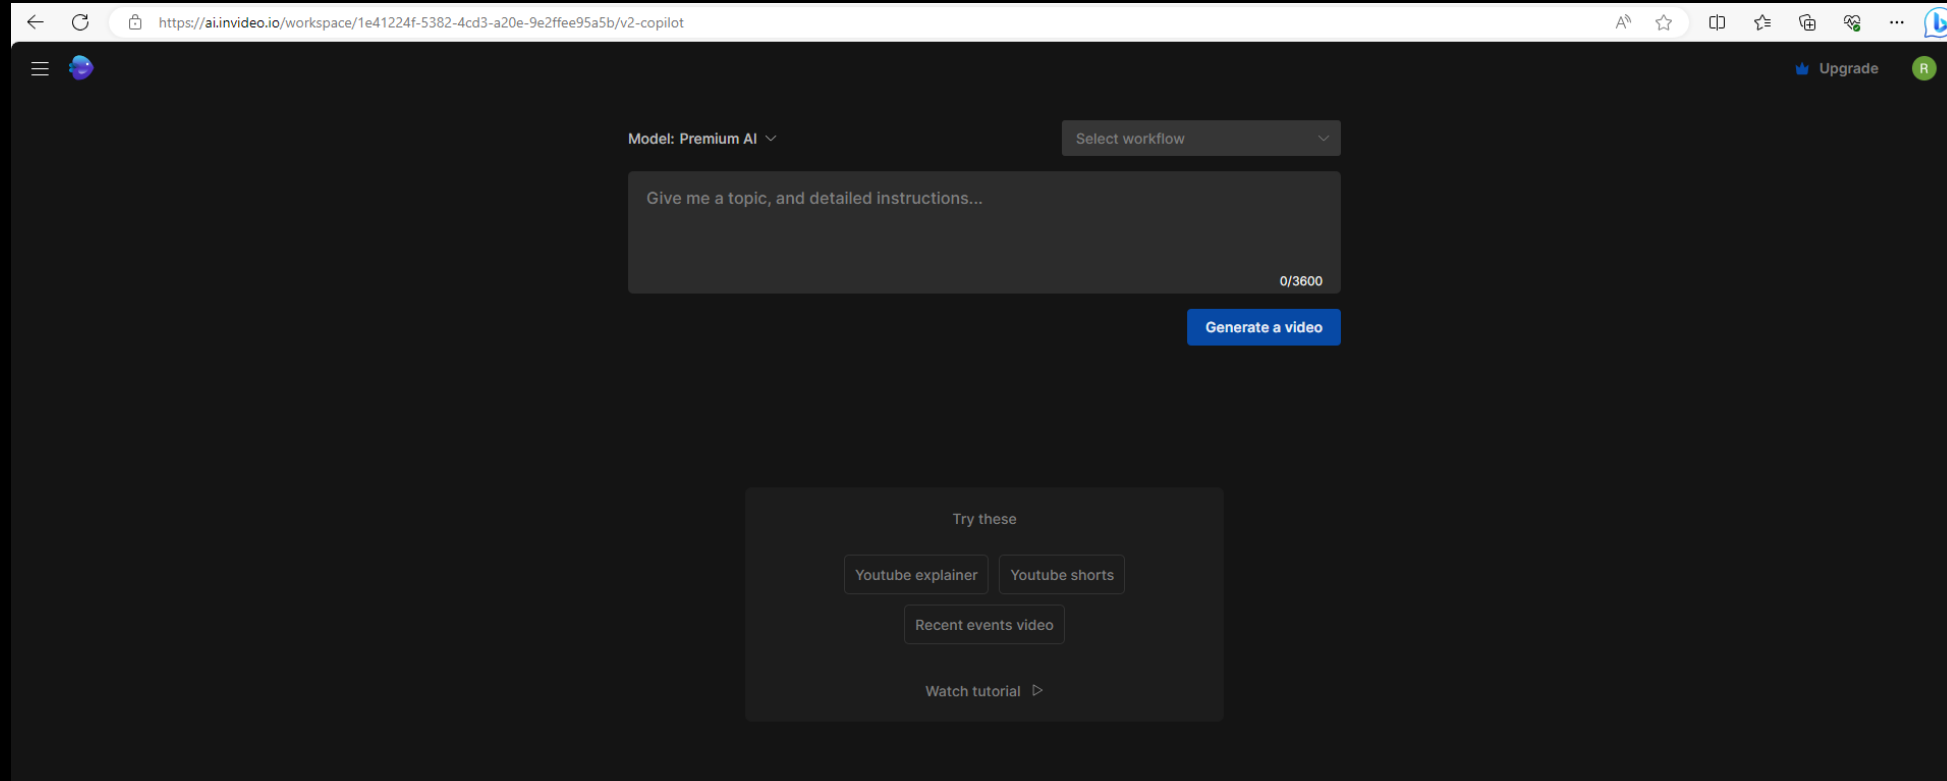 https://ai.invideo.io/workspace/1e41224f-5382-4cd3-a20e-9e2ffee95a5b/v2-copilot
Upgrade
R
Model: Premium AI
Select workflow
Give me a topic, and detailed instructions...
0/3600
Generate a video
Try these
Youtube explainer
Youtube shorts
Recent events video
Watch tutorial